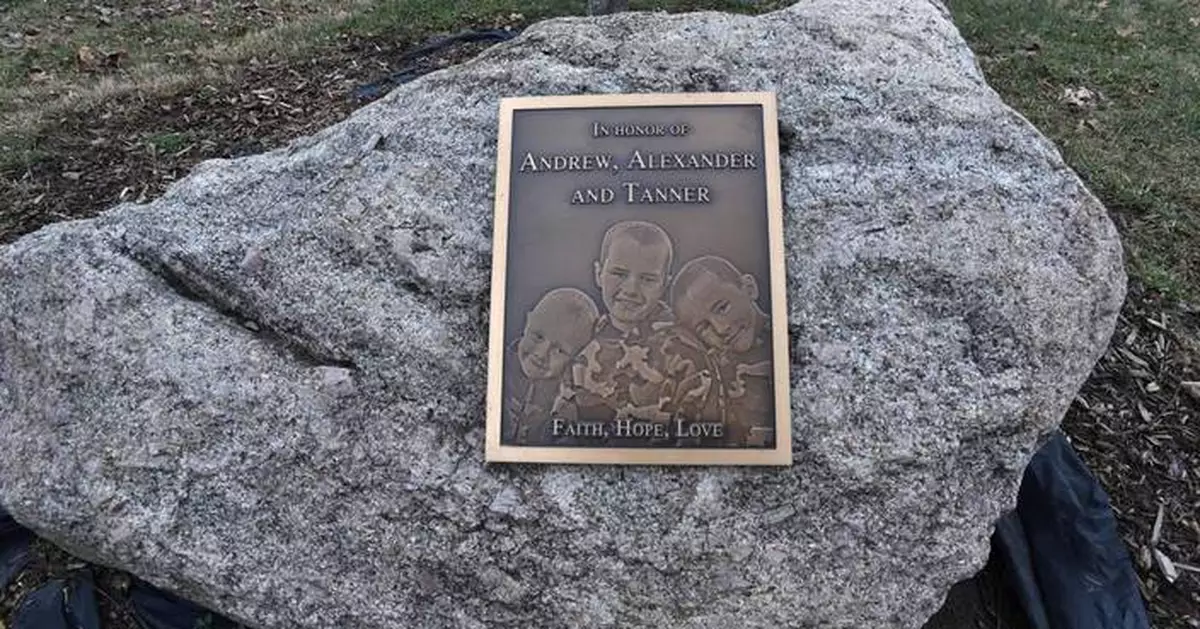 In honor of
Andrew, Alexander
and Tanner
Faith, Hope, Love